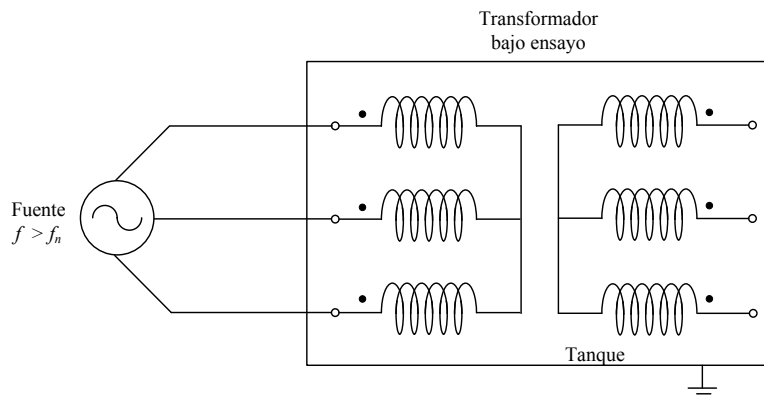 Transformador
bajo ensayo
Fuente
f > fn
Tanque